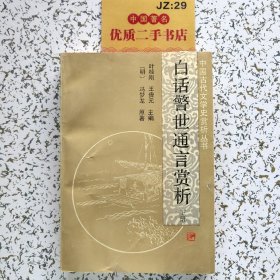 JZ:29
中国著名
优质二手书店
中国古代文学史赏析丛书
叶桂刚 王贵元 主编
〔明〕冯梦龙 原著
白话警世通言赏析